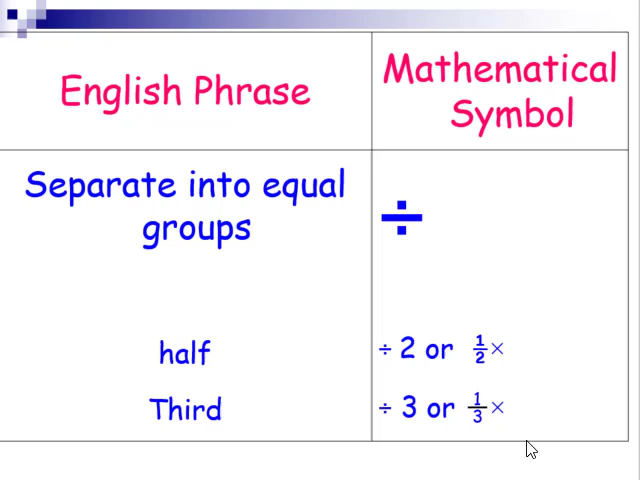 English Phrase
Mathematical
Symbol
Separate into equal
groups
÷
half
÷ 2 or 1/2 ×
Third
÷ 3 or 1/3 ×